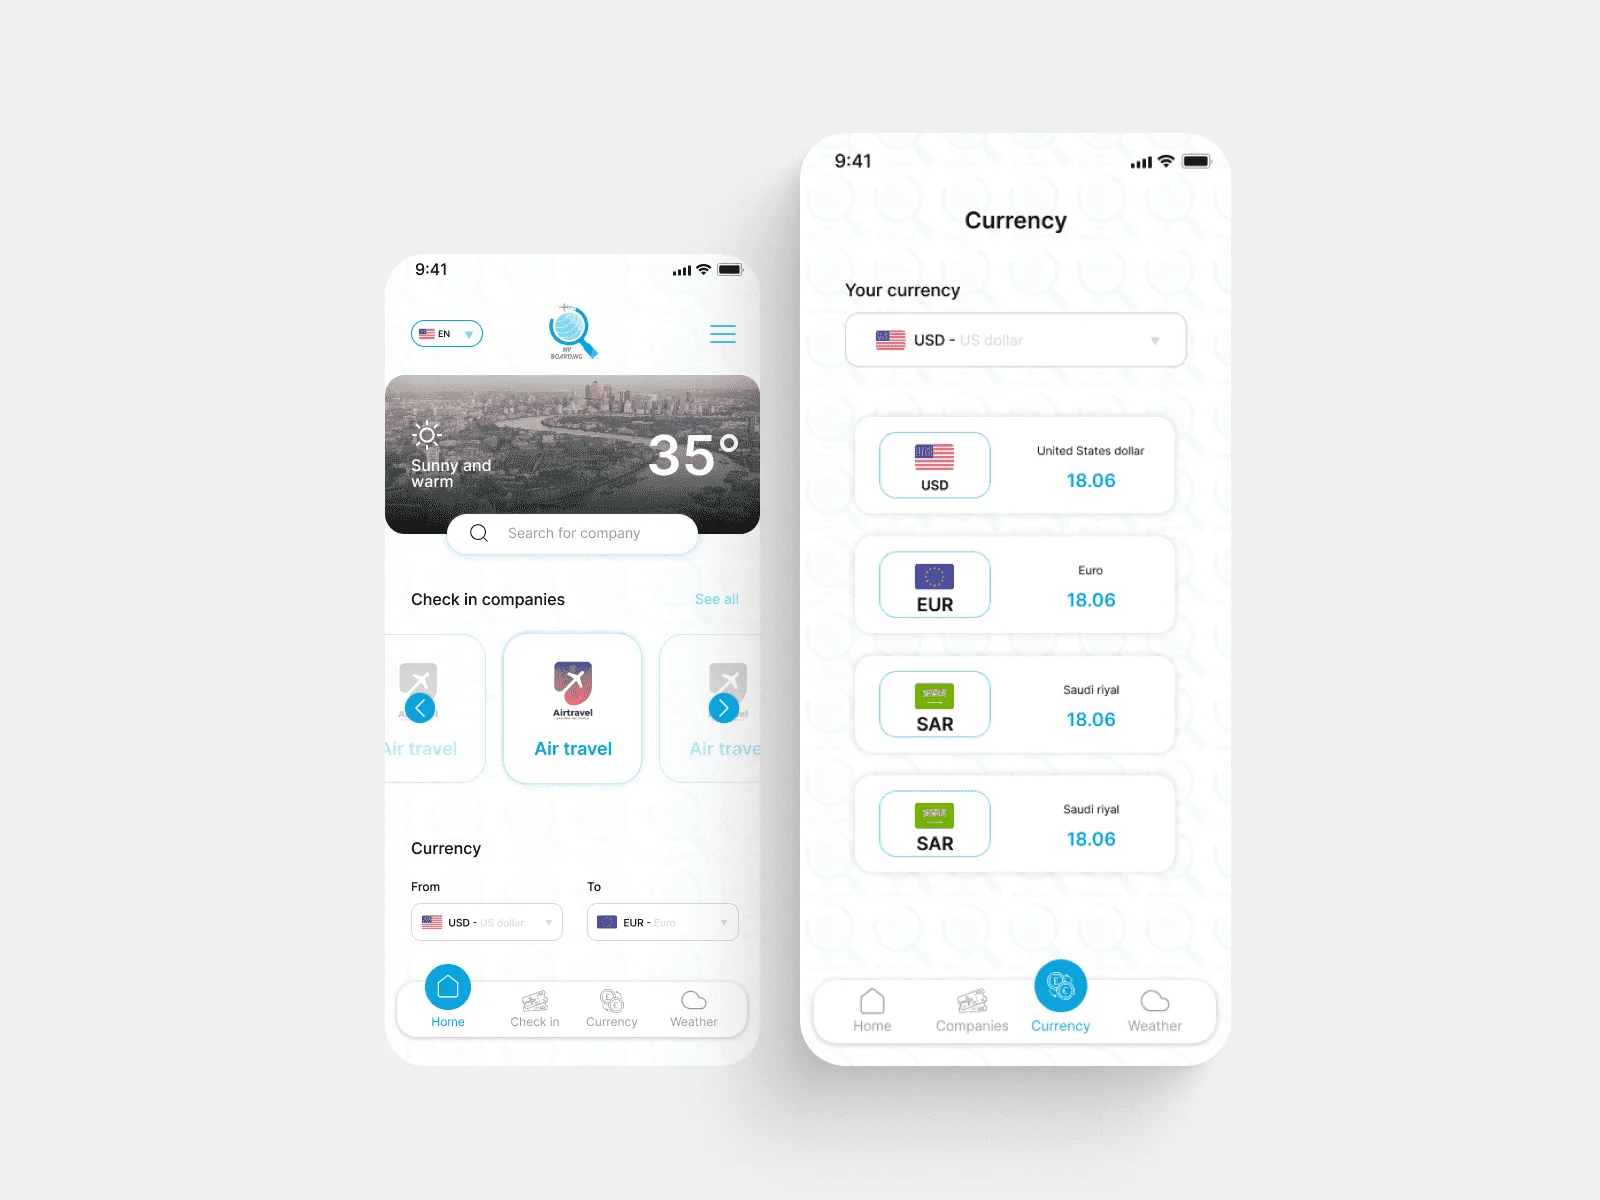 9:41
EN
MY
BOARDING
Sunny and
warm
35°
Search for company
Check in companies
See all
Air travel
Airtravel
Air travel
Air trave
Currency
From
To
USD - US dollar
EUR - Euro
Home
Check in
Currency
Weather
9:41
Currency
Your currency
USD - US dollar
USD
United States dollar
18.06
EUR
Euro
18.06
SAR
Saudi riyal
18.06
SAR
Saudi riyal
18.06
Home
Companies
Currency
Weather